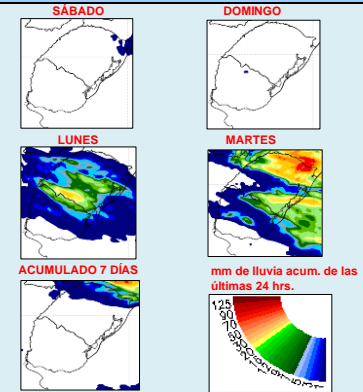 SÁBADO
DOMINGO
LUNES
MARTES
ACUMULADO 7 DÍAS
mm de lluvia acum. de las
últimas 24 hrs.
125
90
70